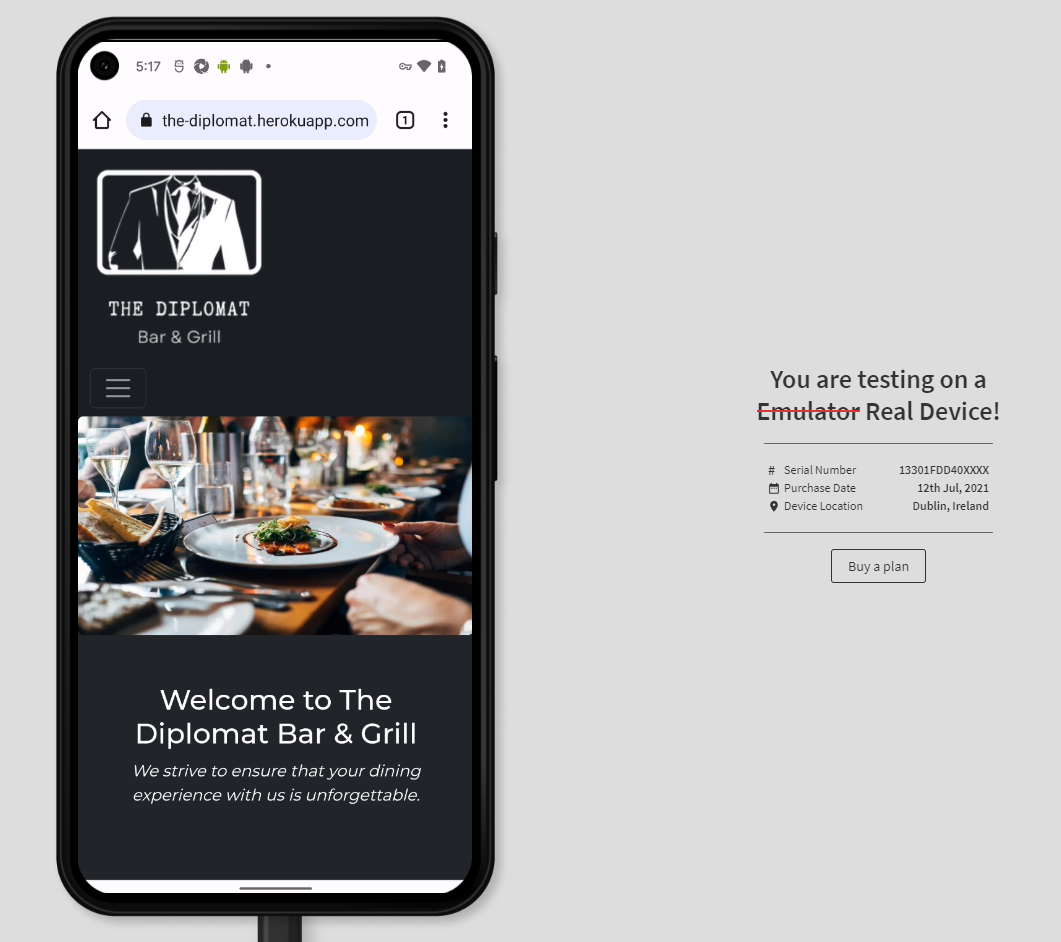 5:17
the-diplomat.herokuapp.com
1
THE DIPLOMAT
Bar & Grill
Welcome to The
Diplomat Bar & Grill
We strive to ensure that your dining
experience with us is unforgettable.
You are testing on a
Emulator Real Device!
# Serial Number 13301FDD40XXXX
Purchase Date 12th Jul, 2021
Device Location Dublin, Ireland
Buy a plan